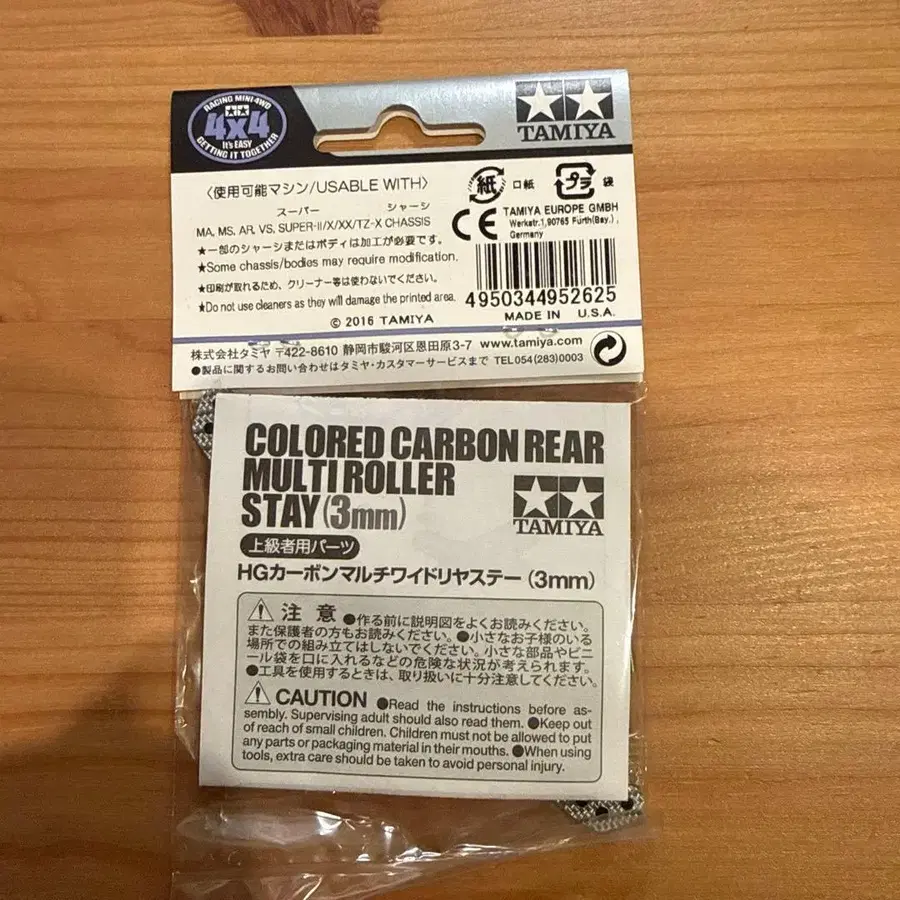 RACING MINI 4WD
4x4
It's EASY
GETTING IT TOGETHER
TAMIYA
〈使用可能マシン/USABLE WITH〉
スーパー シャーシ
MA, MS, AR, VS, SUPER-II/X/XX/TZ-X CHASSIS
★一部のシャーシまたはボディは加工が必要です。
★Some chassis/bodies may require modification.
★印刷が取れるため、クリーナー等は使わないでください。
★Do not use cleaners as they will damage the printed area.
© 2016 TAMIYA
紙 口紙 プラ 袋
CE TAMIYA EUROPE GMBH
Werkstr.1,90765 Fürth(Bay.),
Germany
4950344952625
MADE IN U.S.A.
株式会社タミヤ 〒422-8610 静岡市駿河区恩田原3-7 www.tamiya.com
●製品に関するお問い合わせはタミヤ・カスタマーサービスまで TEL054(283)0003
COLORED CARBON REAR
MULTI ROLLER
STAY(3mm)
TAMIYA
上級者用パーツ
HGカーボンマルチワイドリヤステー(3mm)
注 意 ●作る前に説明図をよくお読みください。
また保護者の方もお読みください。●小さなお子様のいる
場所での組み立てはしないでください。小さな部品やビニ
ール袋を口に入れるなどの危険な状況が考えられます。
●工具を使用するときは、取り扱いに十分注意してください。
CAUTION ●Read the instructions before as-
sembly. Supervising adult should also read them. ●Keep out
of reach of small children. Children must not be allowed to put
any parts or packaging material in their mouths. ●When using
tools, extra care should be taken to avoid personal injury.